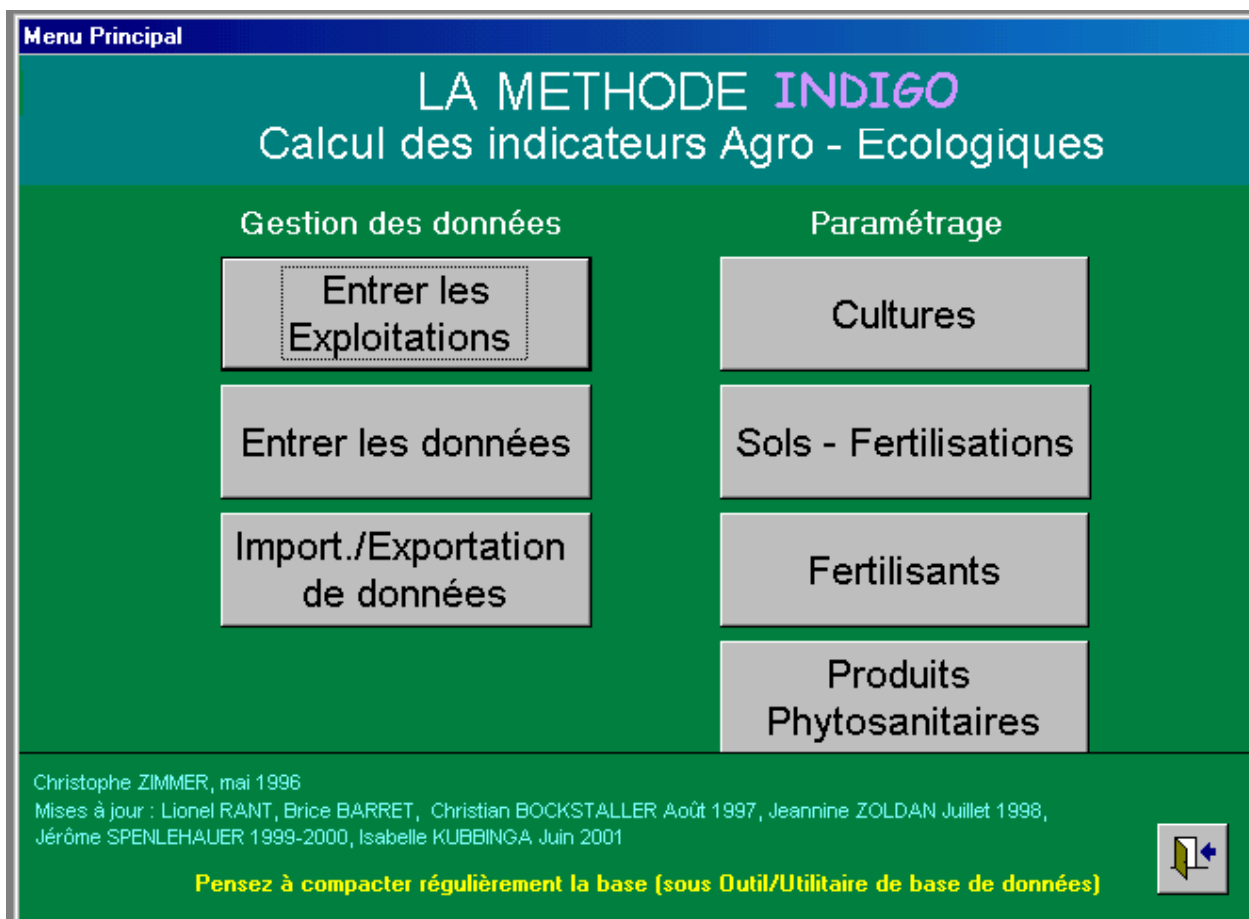 Menu Principal
LA METHODE INDIGO
Calcul des indicateurs Agro - Ecologiques
Gestion des données
Entrer les
Exploitations
Entrer les données
Import./Exportation
de données
Paramétrage
Cultures
Sols - Fertilisations
Fertilisants
Produits
Phytosanitaires
Christophe ZIMMER, mai 1996
Mises à jour : Lionel RANT, Brice BARRET, Christian BOCKSTALLER Août 1997, Jeannine ZOLDAN Juillet 1998,
Jérôme SPENLEHAUER 1999-2000, Isabelle KUBBINGA Juin 2001
Pensez à compacter régulièrement la base (sous Outil/Utilitaire de base de données)